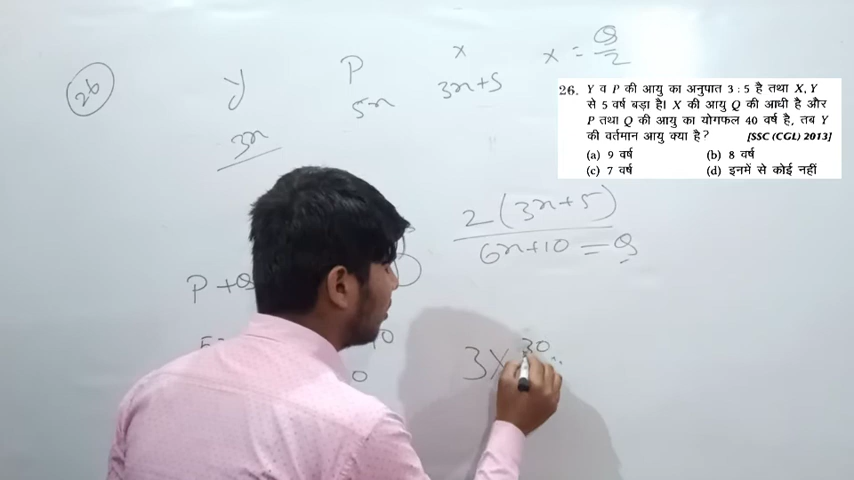 26
y P x x = Q/2
3x 5x 3x+5
26. Y व P की आयु का अनुपात 3 : 5 है तथा X, Y
से 5 वर्ष बड़ा है। X की आयु Q की आधी है और
P तथा Q की आयु का योगफल 40 वर्ष है, तब Y
की वर्तमान आयु क्या है? [SSC (CGL) 2013]
(a) 9 वर्ष (b) 8 वर्ष
(c) 7 वर्ष (d) इनमें से कोई नहीं
2(3x+5)
6x+10 = Q
P + Q
3 × 30